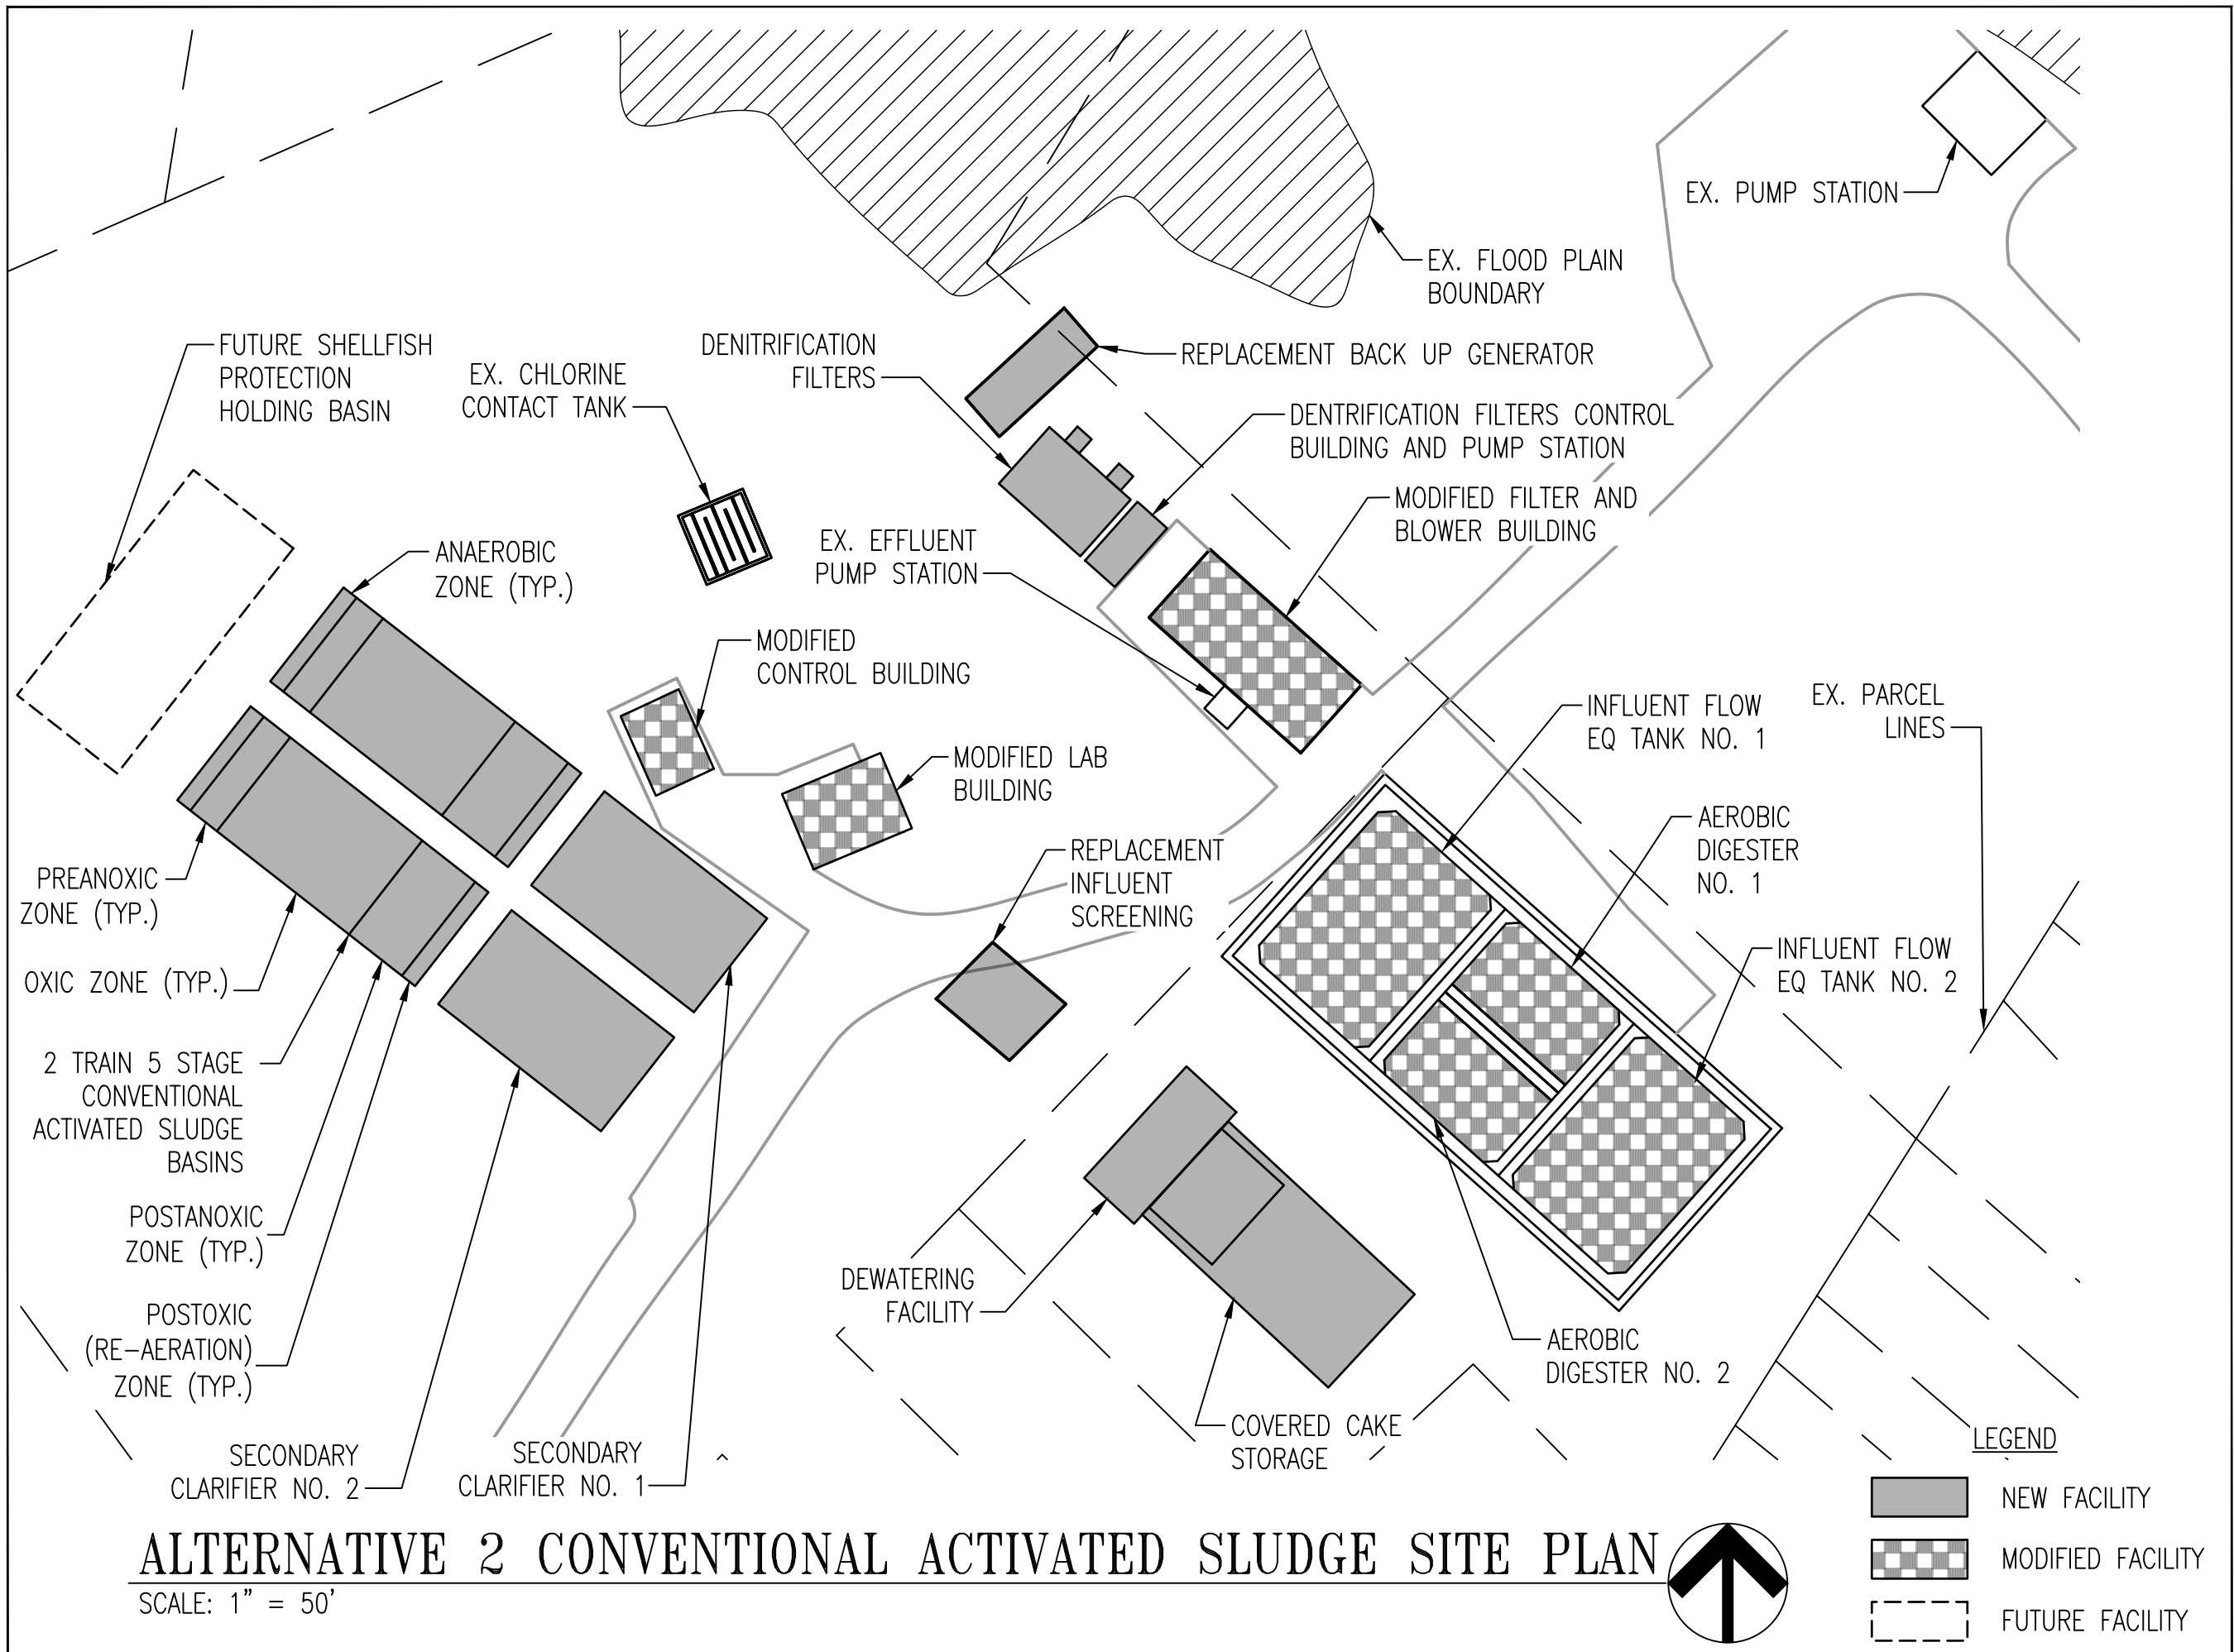 EX. PUMP STATION
EX. FLOOD PLAIN
BOUNDARY
FUTURE SHELLFISH
PROTECTION
HOLDING BASIN
EX. CHLORINE
CONTACT TANK
DENITRIFICATION
FILTERS
REPLACEMENT BACK UP GENERATOR
DENTRIFICATION FILTERS CONTROL
BUILDING AND PUMP STATION
MODIFIED FILTER AND
BLOWER BUILDING
ANAEROBIC
ZONE (TYP.)
EX. EFFLUENT
PUMP STATION
MODIFIED
CONTROL BUILDING
MODIFIED LAB
BUILDING
INFLUENT FLOW
EQ TANK NO. 1
EX. PARCEL
LINES
AEROBIC
DIGESTER
NO. 1
REPLACEMENT
INFLUENT
SCREENING
INFLUENT FLOW
EQ TANK NO. 2
PREANOXIC
ZONE (TYP.)
OXIC ZONE (TYP.)
2 TRAIN 5 STAGE
CONVENTIONAL
ACTIVATED SLUDGE
BASINS
POSTANOXIC
ZONE (TYP.)
POSTOXIC
(RE-AERATION)
ZONE (TYP.)
DEWATERING
FACILITY
AEROBIC
DIGESTER NO. 2
COVERED CAKE
STORAGE
SECONDARY
CLARIFIER NO. 2
SECONDARY
CLARIFIER NO. 1
LEGEND
NEW FACILITY
MODIFIED FACILITY
FUTURE FACILITY
ALTERNATIVE 2 CONVENTIONAL ACTIVATED SLUDGE SITE PLAN
SCALE: 1" = 50'